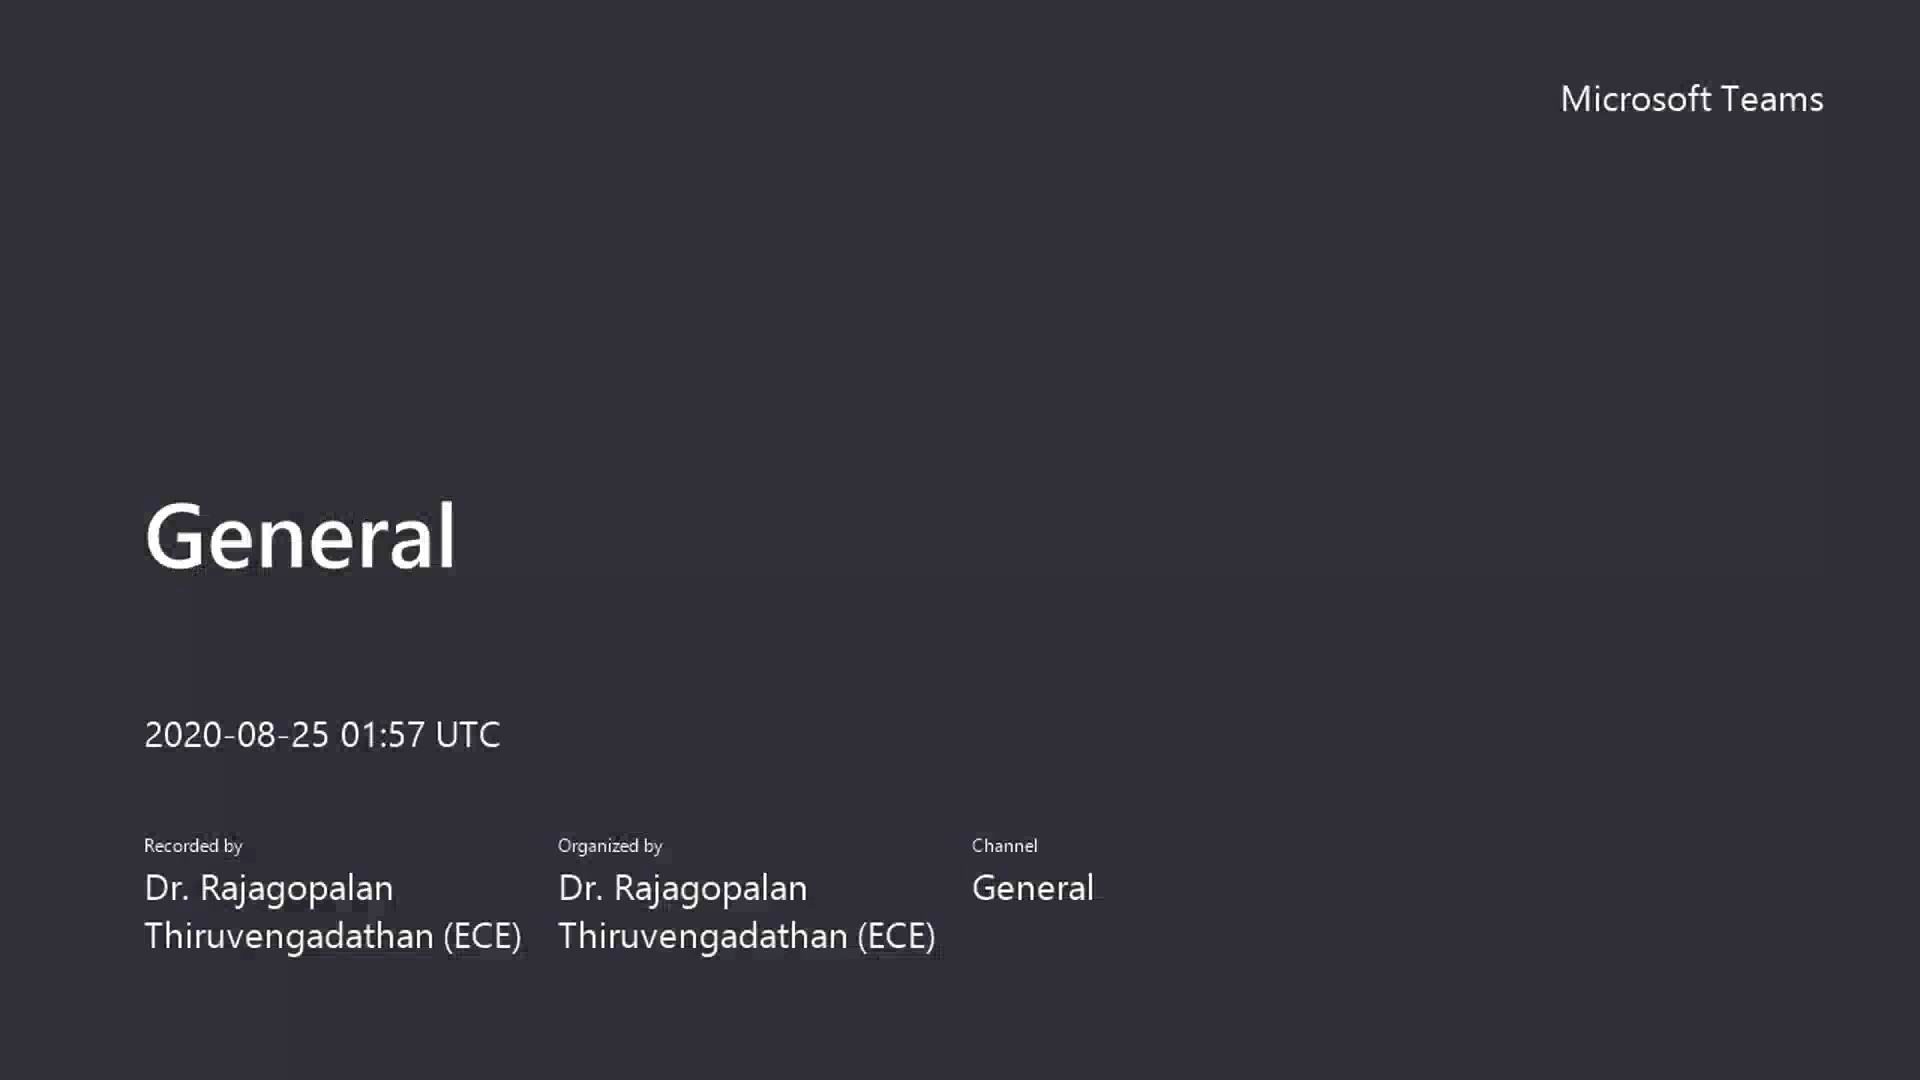 Microsoft Teams
General
2020-08-25 01:57 UTC
Recorded by
Dr. Rajagopalan
Thiruvengadathan (ECE)
Organized by
Dr. Rajagopalan
Thiruvengadathan (ECE)
Channel
General